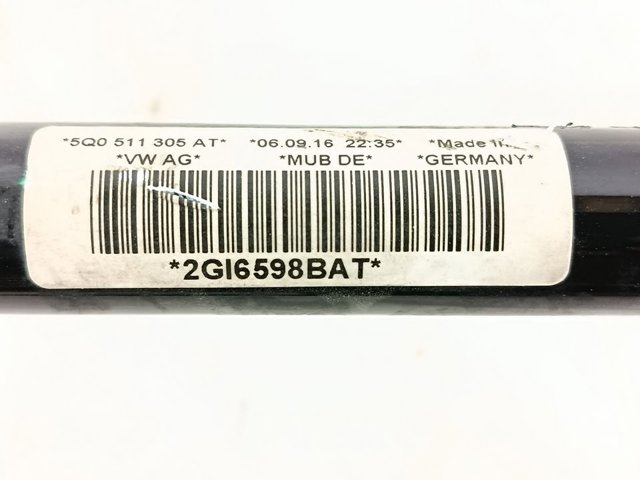 *5Q0 511 305 AT* *06.09.16 22:35* *Made In*
*VW AG* *MUB DE* *GERMANY*
*2GI6598BAT*